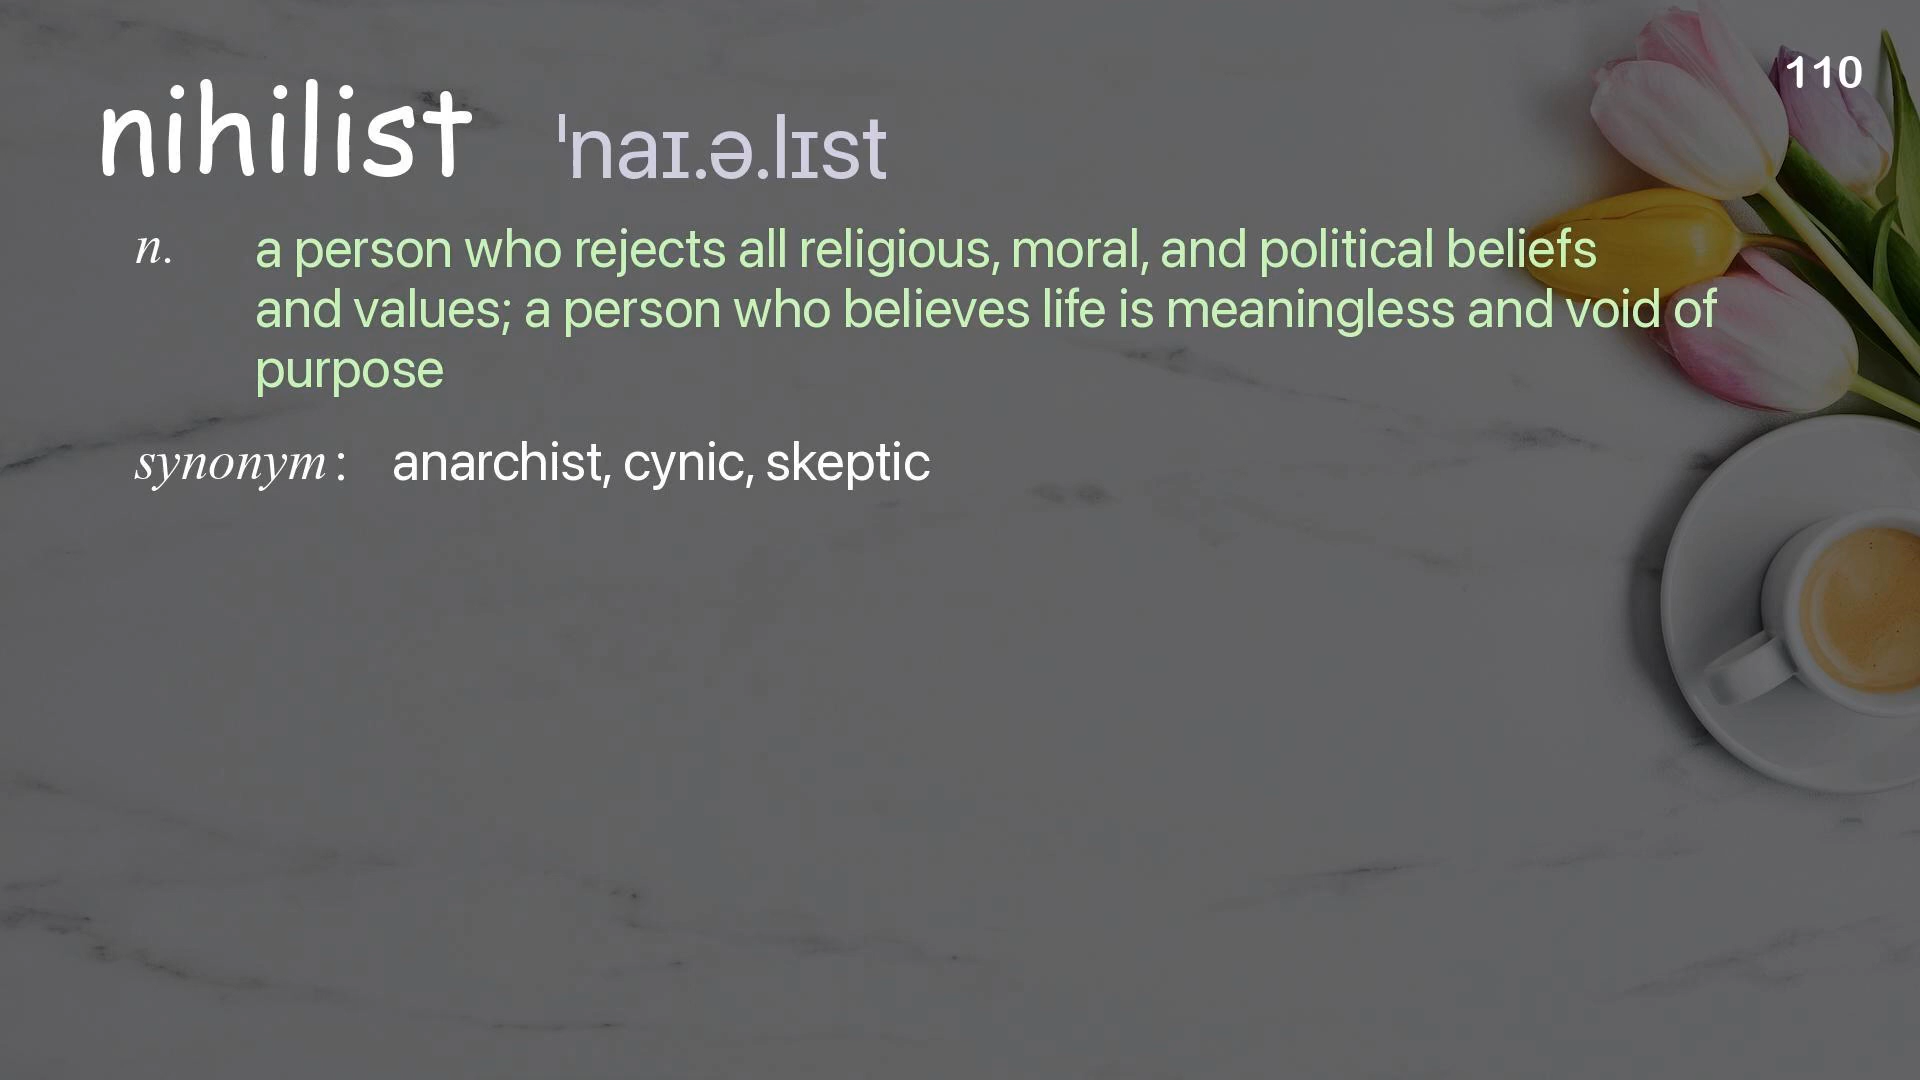 110
nihilist ˈnaɪ.ə.lɪst
n. a person who rejects all religious, moral, and political beliefs
and values; a person who believes life is meaningless and void of
purpose
synonym: anarchist, cynic, skeptic